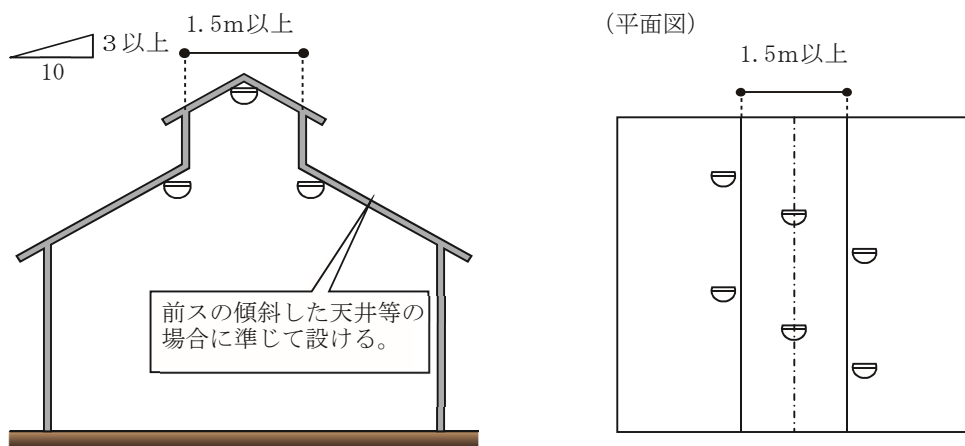 1.5m以上
3以上
10
前スの傾斜した天井等の
場合に準じて設ける。
(平面図)
1.5m以上